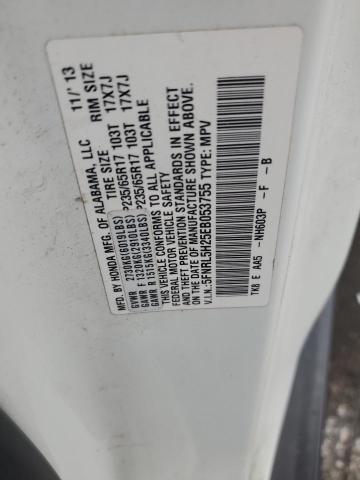 MFD. BY HONDA MFG. OF ALABAMA, LLC 11/'13
GVWR 2730KG(6019LBS) TIRE SIZE RIM SIZE
GAWR F 1320KG(2910LBS) P235/65R17 103T 17X7J
GAWR R 1515KG(3340LBS) P235/65R17 103T 17X7J
THIS VEHICLE CONFORMS TO ALL APPLICABLE
FEDERAL MOTOR VEHICLE SAFETY
AND THEFT PREVENTION STANDARDS IN EFFECT
ON THE DATE OF MANUFACTURE SHOWN ABOVE.
V.I.N.:5FNRL5H25EB053755 TYPE: MPV
TK8 E AA5 -NH603P -F -B